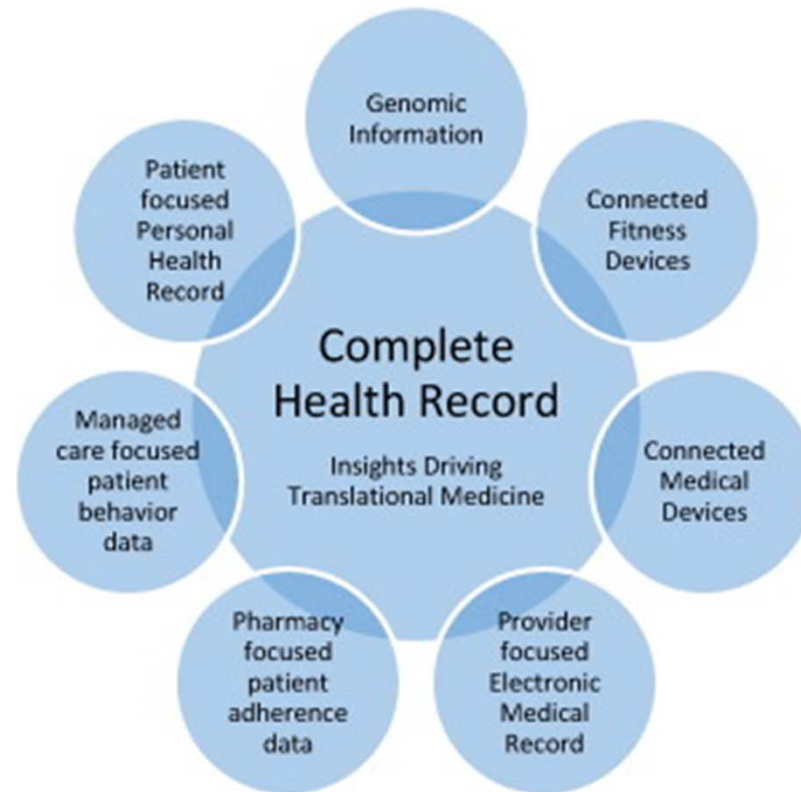 Genomic
Information
Connected
Fitness
Devices
Connected
Medical
Devices
Provider
focused
Electronic
Medical
Record
Pharmacy
focused
patient
adherence
data
Managed
care focused
patient
behavior
data
Patient
focused
Personal
Health
Record
Complete
Health Record
Insights Driving
Translational Medicine